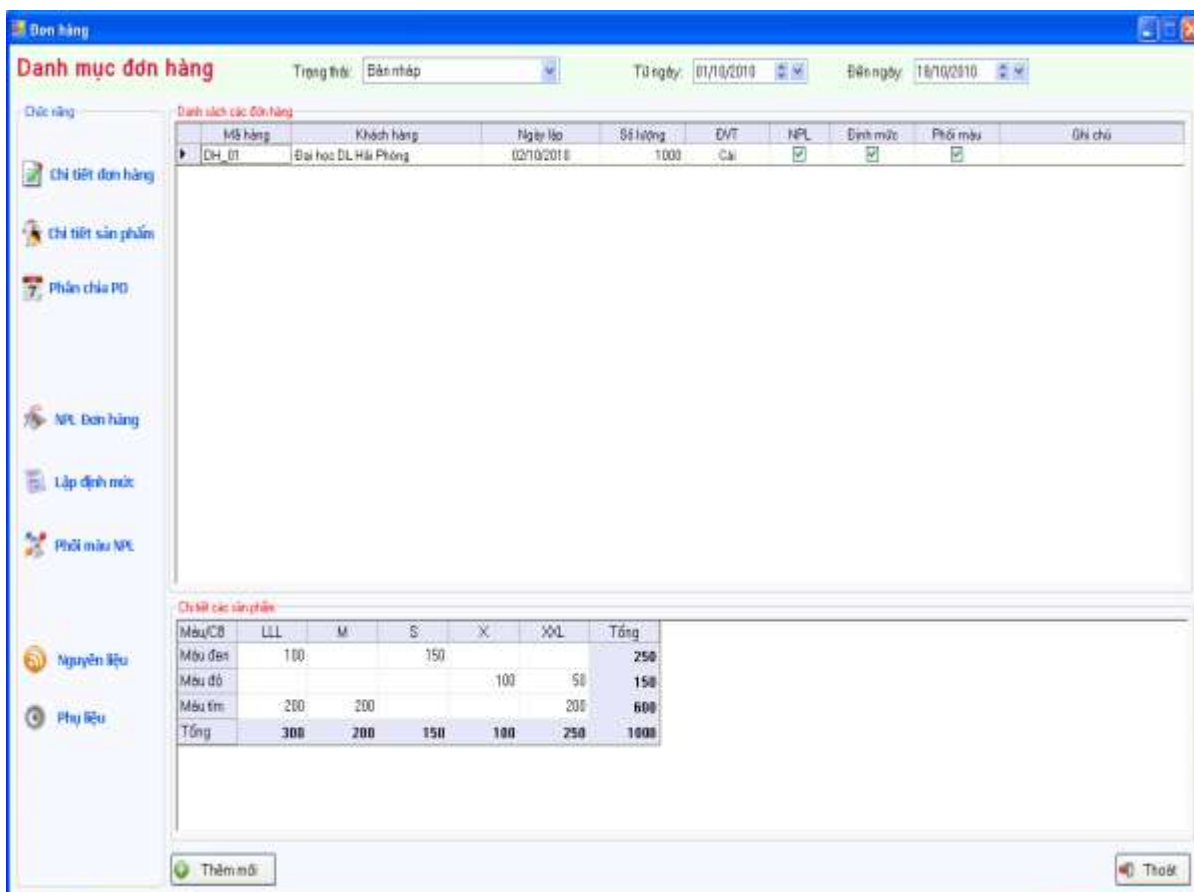 Đơn hàng
Danh mục đơn hàng Trạng thái: Bản nháp Từ ngày: 01/10/2010 Đến ngày: 18/10/2010
Chức năng
Danh sách các đơn hàng
Mã hàng Khách hàng Ngày lập Số lượng ĐVT NPL Định mức Phối màu Ghi chú
DH_01 Đại học DL Hải Phòng 02/10/2010 1000 Cái
Chi tiết đơn hàng
Chi tiết sản phẩm
7 Phân chia PO
NPL Đơn hàng
Lập định mức
Phối màu NPL
Nguyên liệu
Phụ liệu
Chi tiết các sản phẩm
Màu/Cỡ LLL M S X XXL Tổng
Màu đen 100 150 250
Màu đỏ 100 50 150
Màu tím 200 200 200 600
Tổng 300 200 150 100 250 1000
Thêm mới Thoát